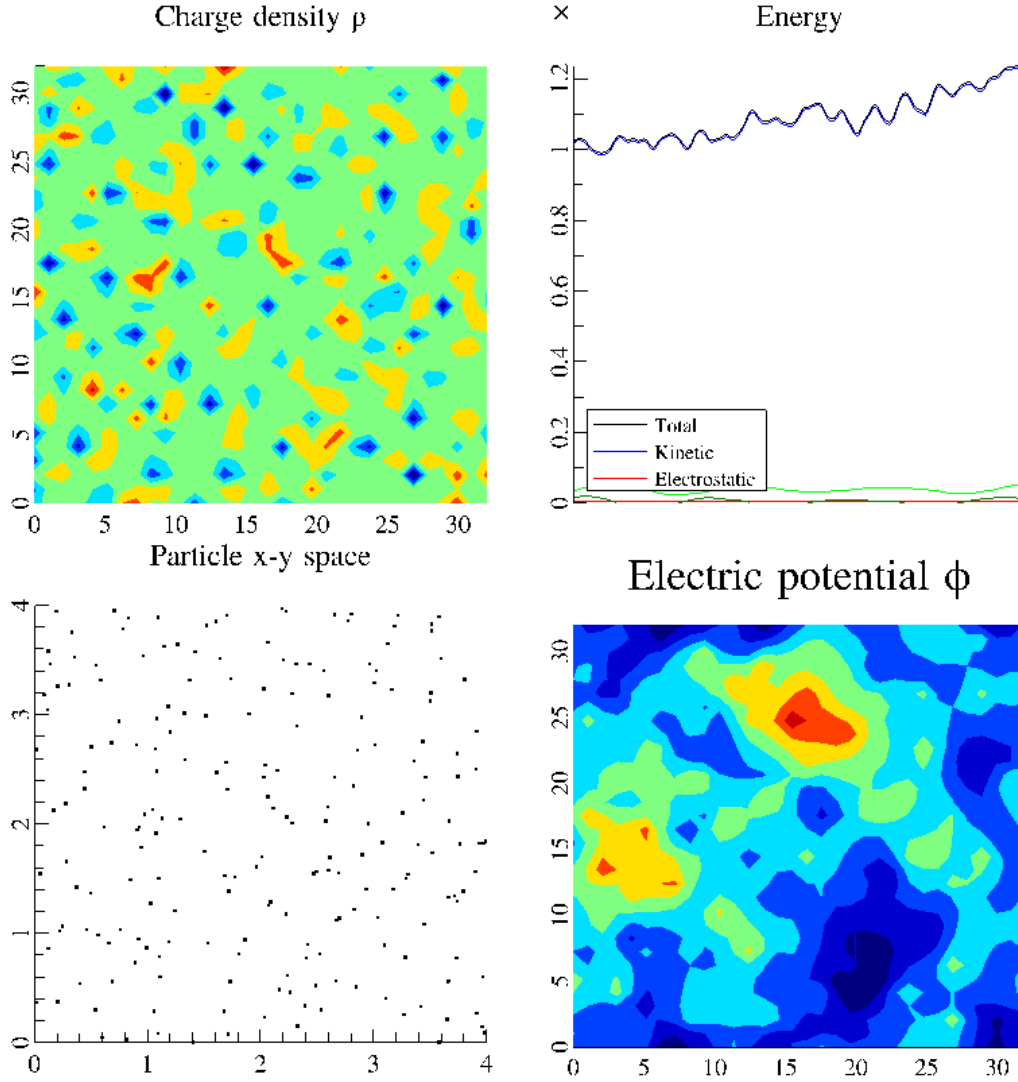 Charge density ρ
0 5 10 15 20 25 30
0 5 10 15 20 25 30
×
Energy
0 0.2 0.4 0.6 0.8 1 1.2
Total
Kinetic
Electrostatic
Particle x-y space
0 1 2 3 4
0 1 2 3 4
Electric potential ϕ
0 5 10 15 20 25 30
0 5 10 15 20 25 30